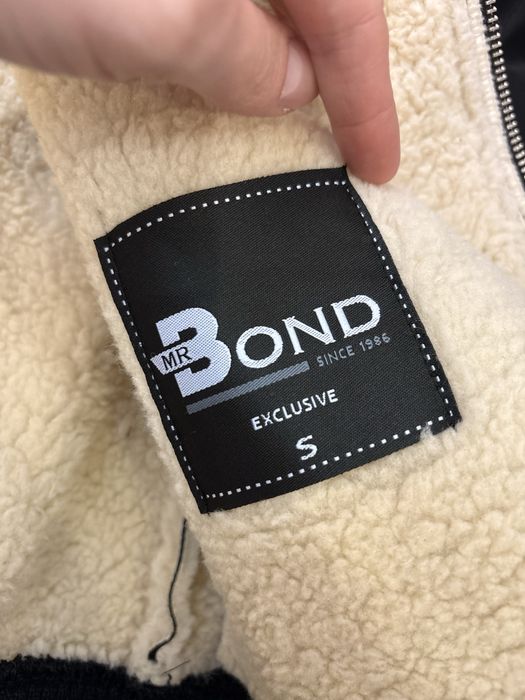 MR BOND
SINCE 1986
EXCLUSIVE
S